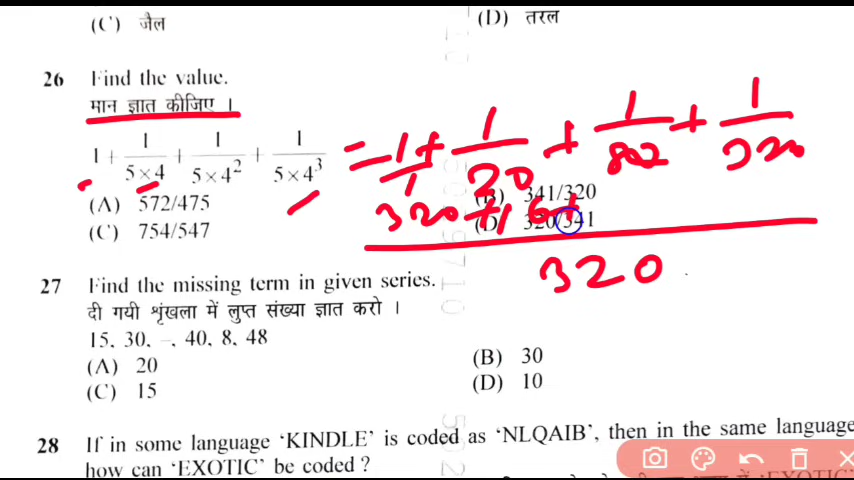 (C) जैल (D) तरल
26 Find the value.
मान ज्ञात कीजिए ।
1 + 1/(5×4) + 1/(5×4²) + 1/(5×4³) = 1/1 + 1/20 + 1/80 + 1/320
320 + 16 +
320
(A) 572/475 (B) 341/320
(C) 754/547 (D) 320/341
27 Find the missing term in given series.
दी गयी श्रृंखला में लुप्त संख्या ज्ञात करो ।
15, 30, –, 40, 8, 48
(A) 20 (B) 30
(C) 15 (D) 10
28 If in some language ‘KINDLE’ is coded as ‘NLQAIB’, then in the same language
how can ‘EXOTIC’ be coded ?